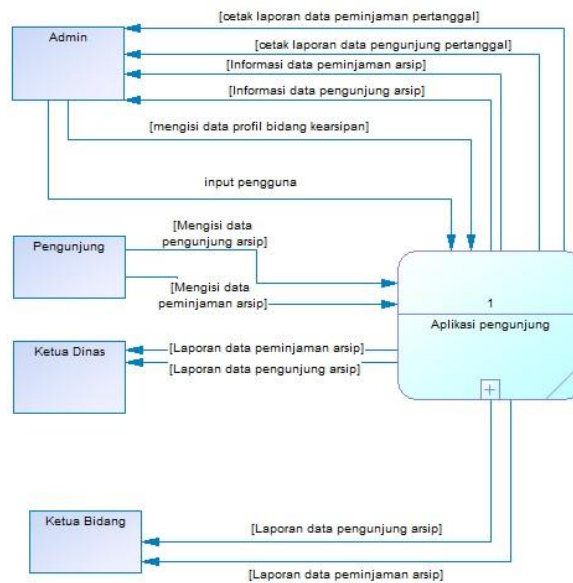 [cetak laporan data peminjaman pertanggal]
Admin
[cetak laporan data pengunjung pertanggal]
[Informasi data peminjaman arsip]
[Informasi data pengunjung arsip]
[mengisi data profil bidang kearsipan]
input pengguna
Pengunjung
[Mengisi data
pengunjung arsip]
[Mengisi data
peminjaman arsip]
1
Aplikasi pengunjung
Ketua Dinas
[Laporan data peminjaman arsip]
[Laporan data pengunjung arsip]
Ketua Bidang
[Laporan data pengunjung arsip]
[Laporan data peminjaman arsip]